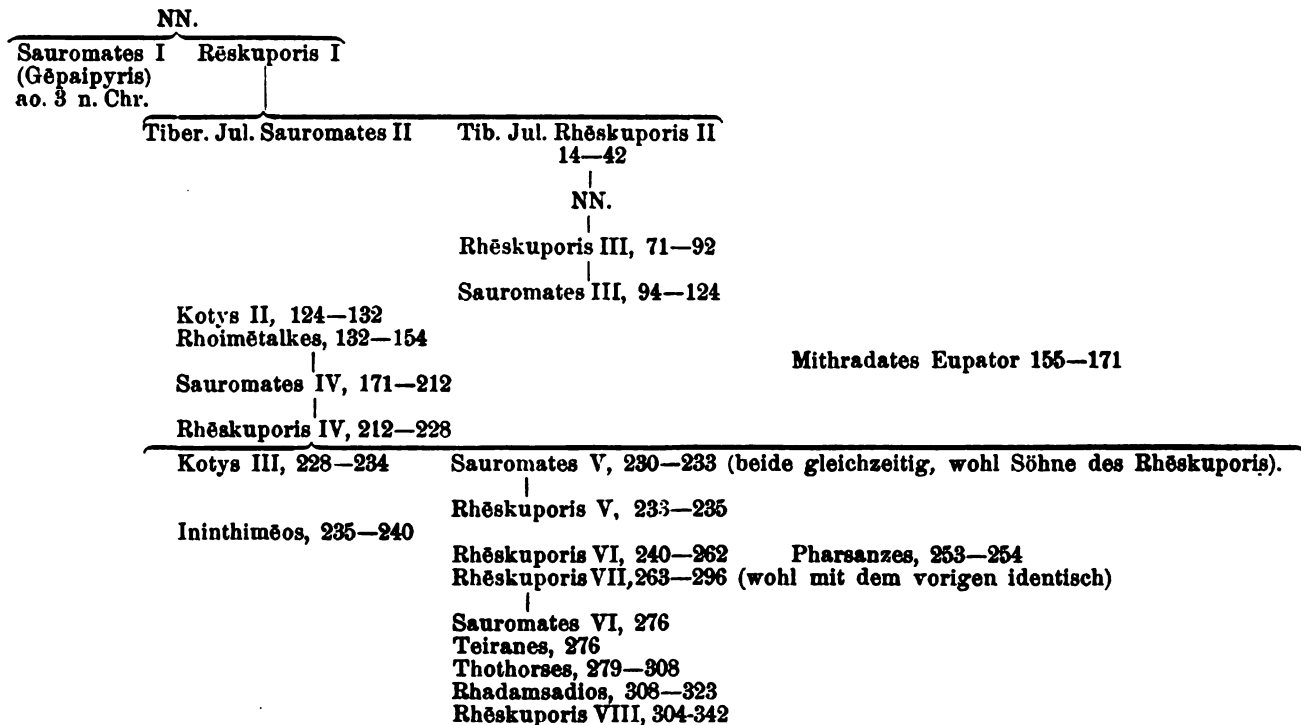 NN.
Sauromates I Rēskuporis I
(Gēpaipyris)
ao. 3 n. Chr.
Tiber. Jul. Sauromates II Tib. Jul. Rhēskuporis II
14—42
NN.
Rhēskuporis III, 71—92
Sauromates III, 94—124
Kotys II, 124—132
Rhoimētalkes, 132—154
Mithradates Eupator 155—171
Sauromates IV, 171—212
Rhēskuporis IV, 212—228
Kotys III, 228—234 Sauromates V, 230—233 (beide gleichzeitig, wohl Söhne des Rhēskuporis).
Rhēskuporis V, 233—235
Ininthimēos, 235—240
Rhēskuporis VI, 240—262 Pharsanzes, 253—254
Rhēskuporis VII, 263—296 (wohl mit dem vorigen identisch)
Sauromates VI, 276
Teiranes, 276
Thothorses, 279—308
Rhadamsadios, 308—323
Rhēskuporis VIII, 304-342